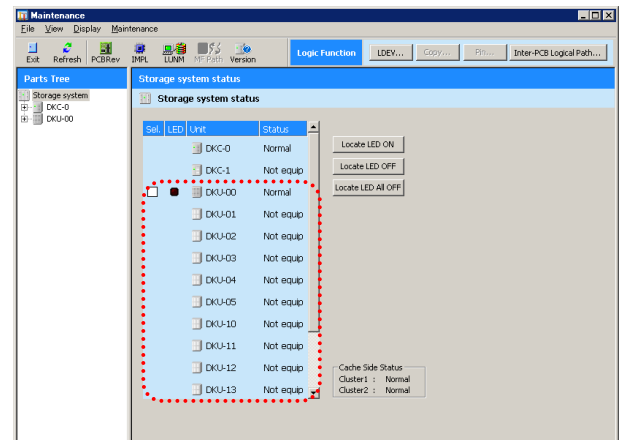 Maintenance
File View Display Maintenance
Exit Refresh PCBRev IMPL LUNM MF Path Version Logic Function LDEV... Copy... Pin... Inter-PCB Logical Path...
Parts Tree
Storage system
DKC-0
DKU-00
Storage system status
Storage system status
Sel. LED Unit Status
DKC-0 Normal
DKC-1 Not equip
DKU-00 Normal
DKU-01 Not equip
DKU-02 Not equip
DKU-03 Not equip
DKU-04 Not equip
DKU-05 Not equip
DKU-10 Not equip
DKU-11 Not equip
DKU-12 Not equip
DKU-13 Not equip
Locate LED ON
Locate LED OFF
Locate LED All OFF
Cache Side Status
Cluster1 : Normal
Cluster2 : Normal